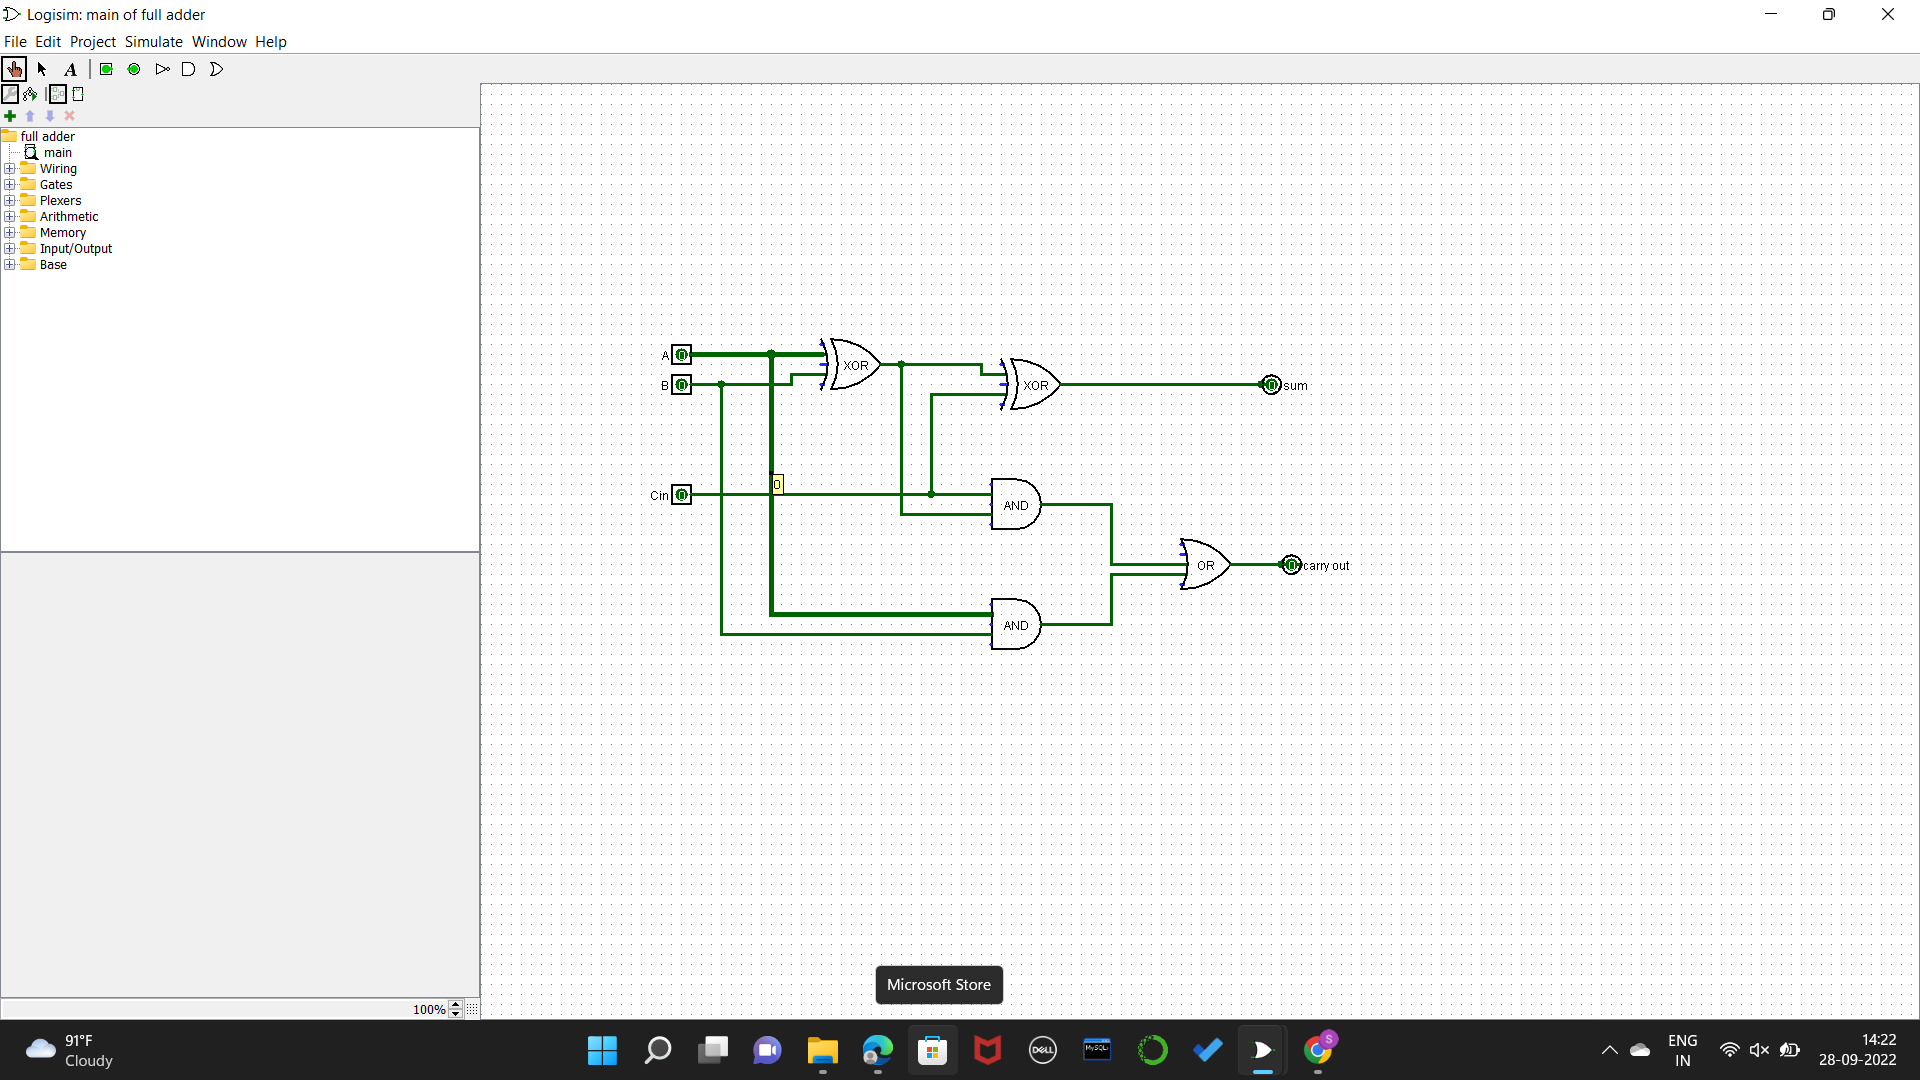 Logisim: main of full adder
File Edit Project Simulate Window Help
A
full adder
main
Wiring
Gates
Plexers
Arithmetic
Memory
Input/Output
Base
A 0 XOR
B 0 XOR 0 sum
0
Cin 0 AND
OR 0 carry out
AND
Microsoft Store
100%
91°F
Cloudy
DELL
MySQL
S
ENG
IN
14:22
28-09-2022